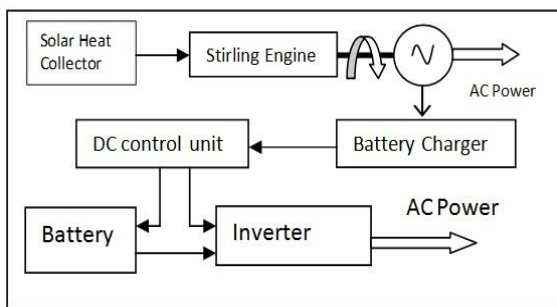 Solar Heat
Collector
Stirling Engine
AC Power
DC control unit
Battery Charger
AC Power
Battery
Inverter